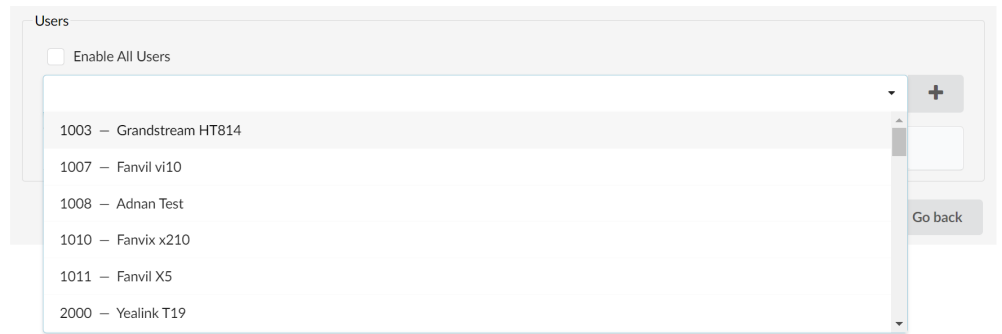 Users
Enable All Users
1003 – Grandstream HT814
1007 – Fanvil vi10
1008 – Adnan Test
1010 – Fanvix x210
1011 – Fanvil X5
Go back
2000 – Yealink T19